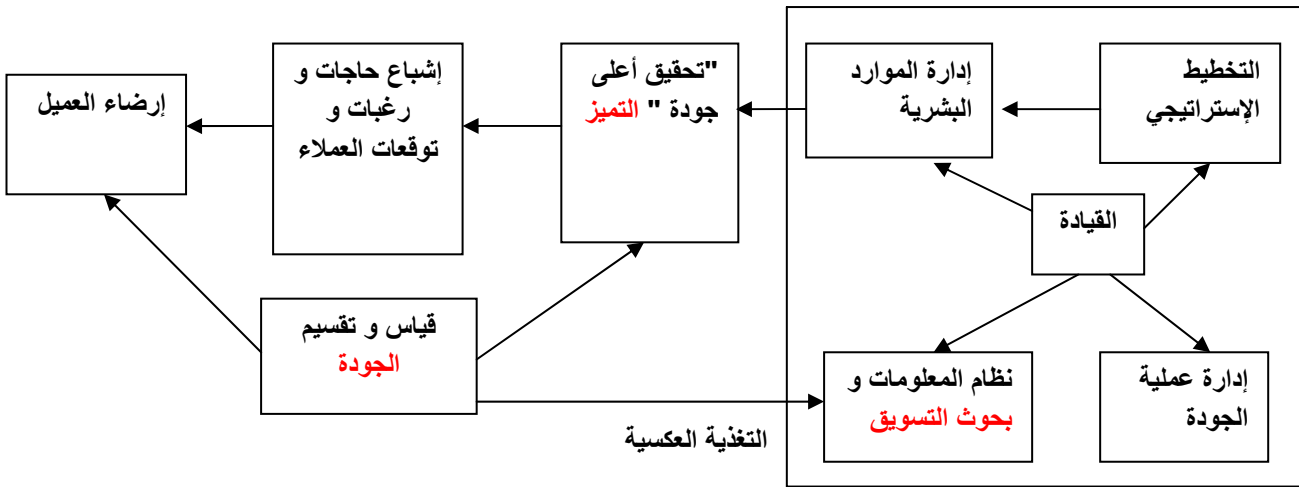 التخطيط
الإستراتيجي
إدارة الموارد
البشرية
"تحقيق أعلى
جودة " التميز
إشباع حاجات و
رغبات و
توقعات العملاء
إرضاء العميل
القيادة
قياس و تقسيم
الجودة
نظام المعلومات و
بحوث التسويق
إدارة عملية
الجودة
التغذية العكسية